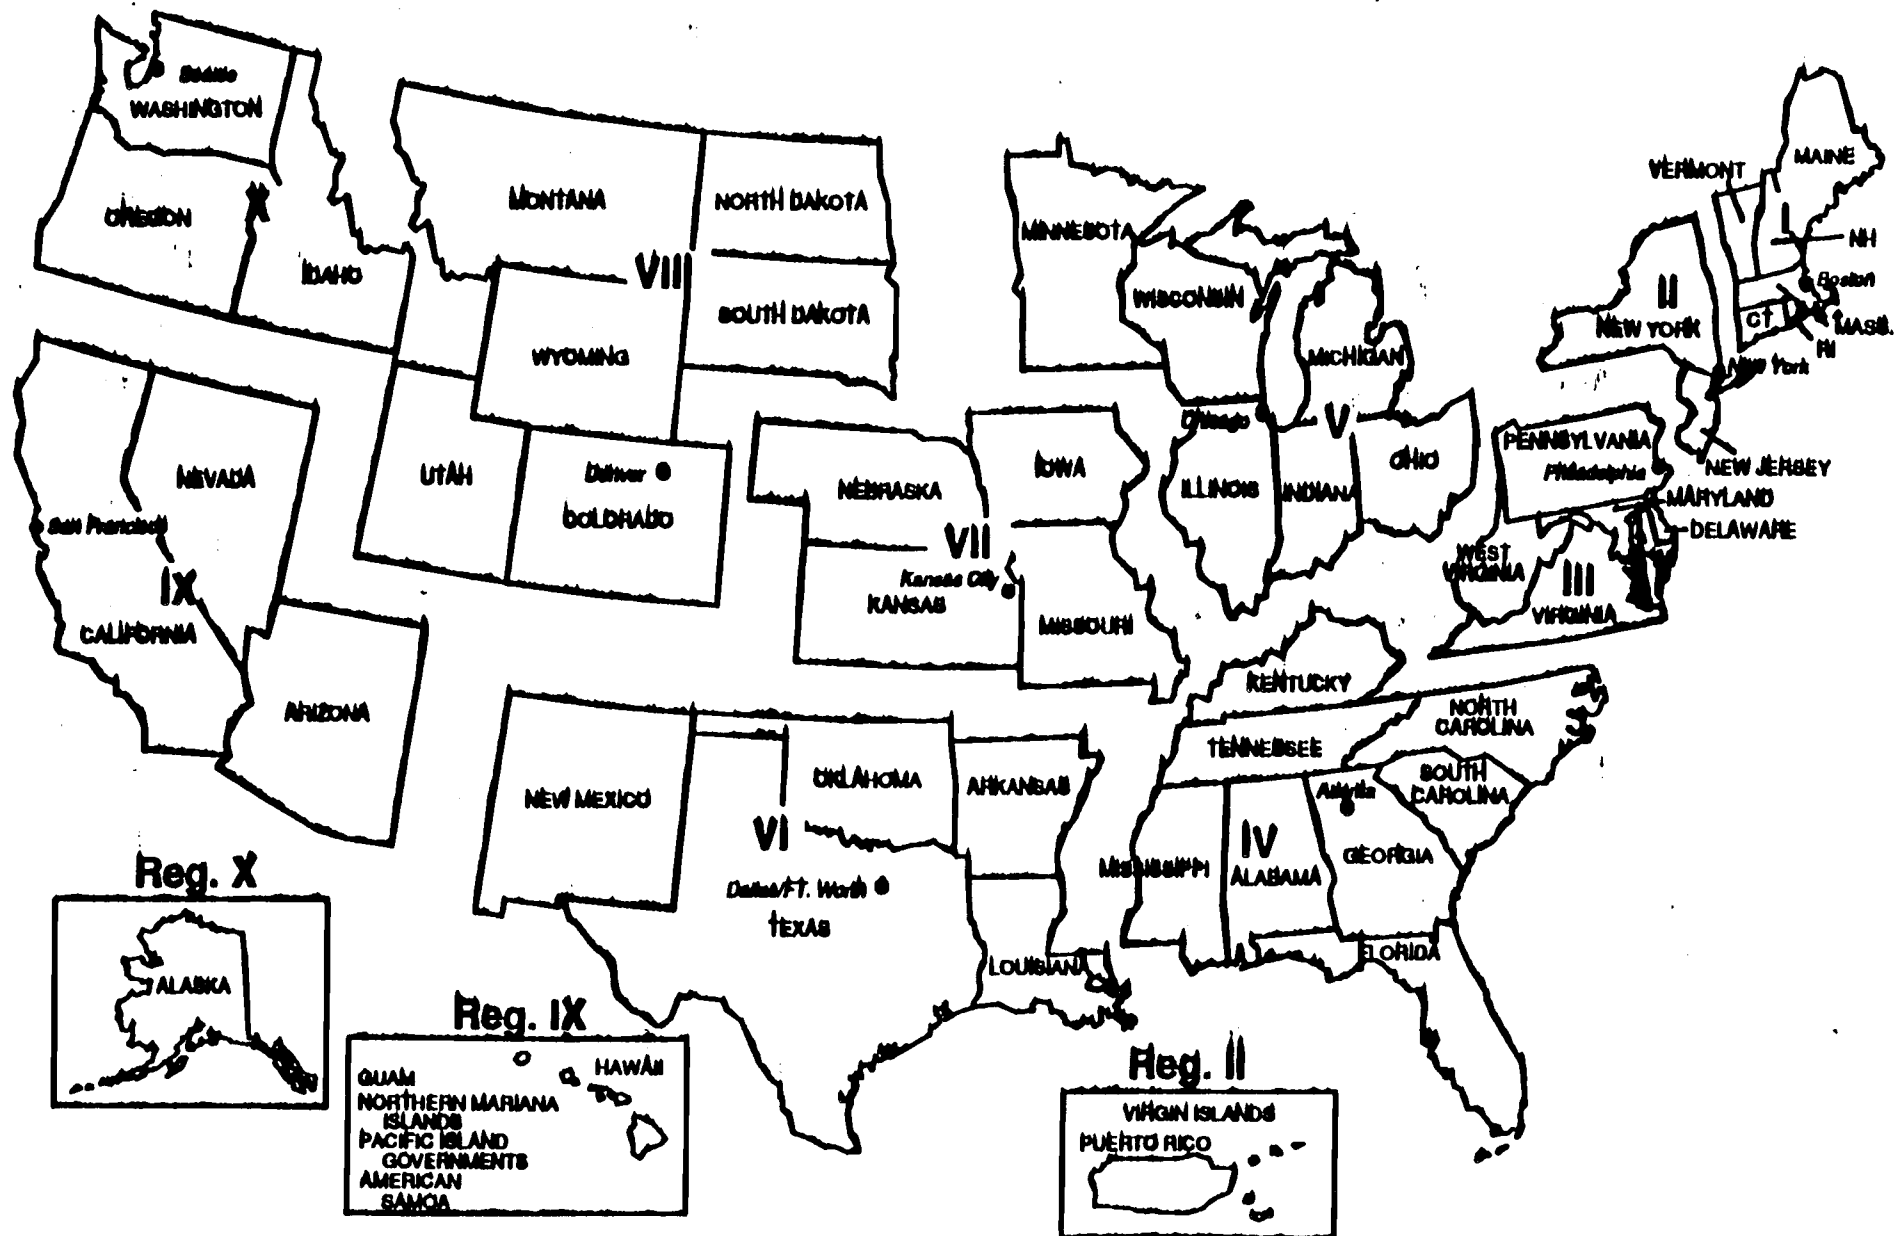 Seattle
WASHINGTON
OREGON
X
IDAHO
MONTANA
NORTH DAKOTA
VIII
SOUTH DAKOTA
WYOMING
NEVADA
UTAH
Denver
COLORADO
San Francisco
IX
CALIFORNIA
ARIZONA
NEBRASKA
IOWA
VII
Kansas City
KANSAS
MISSOURI
MINNESOTA
WISCONSIN
MICHIGAN
Chicago
V
ILLINOIS
INDIANA
OHIO
VERMONT
MAINE
I
NH
Boston
MASS.
CT
RI
II
NEW YORK
New York
PENNSYLVANIA
Philadelphia
NEW JERSEY
MARYLAND
DELAWARE
WEST
VIRGINIA
III
VIRGINIA
KENTUCKY
NORTH
CAROLINA
TENNESSEE
SOUTH
CAROLINA
Atlanta
IV
MISSISSIPPI
ALABAMA
GEORGIA
FLORIDA
NEW MEXICO
OKLAHOMA
ARKANSAS
VI
Dallas/FT. Worth
TEXAS
LOUISIANA
Reg. X
ALASKA
Reg. IX
HAWAII
GUAM
NORTHERN MARIANA
ISLANDS
PACIFIC ISLAND
GOVERNMENTS
AMERICAN
SAMOA
Reg. II
VIRGIN ISLANDS
PUERTO RICO